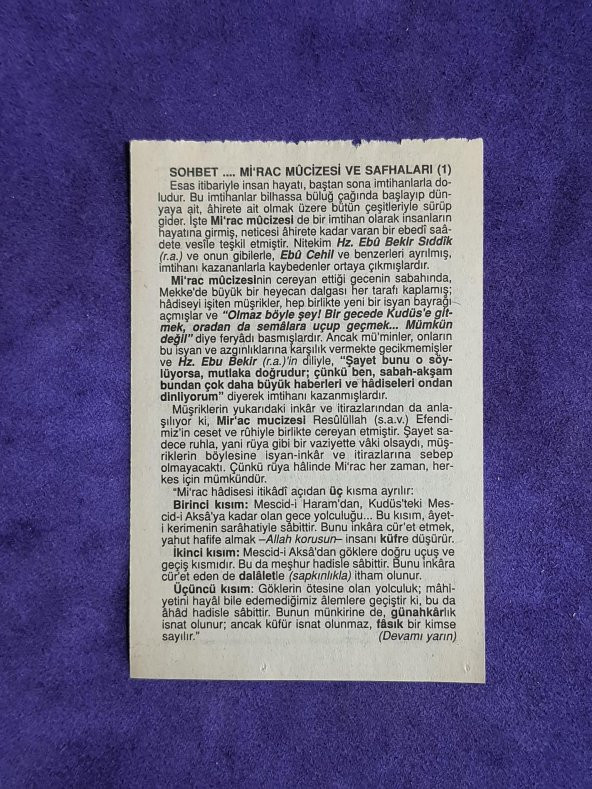 SOHBET .... Mİ'RAC MÛCİZESİ VE SAFHALARI (1)
Esas itibariyle insan hayatı, baştan sona imtihanlarla do-
ludur. Bu imtihanlar bilhassa bülüğ çağında başlayıp dün-
yaya ait, âhirete ait olmak üzere bütün çeşitleriyle sürüp
gider. İşte Mi'rac mûcizesi de bir imtihan olarak insanların
hayatına girmiş, neticesi âhirete kadar varan bir ebedî saâ-
dete vesîle teşkil etmiştir. Nitekim Hz. Ebû Bekir Sıddîk
(r.a.) ve onun gibilerle, Ebû Cehil ve benzerleri ayrılmış,
imtihanı kazananlarla kaybedenler ortaya çıkmışlardır.
Mi'rac mûcizesinin cereyan ettiği gecenin sabahında,
Mekke'de büyük bir heyecan dalgası her tarafı kaplamış;
hâdiseyi işiten müşrikler, hep birlikte yeni bir isyan bayrağı
açmışlar ve "Olmaz böyle şey! Bir gecede Kudüs'e git-
mek, oradan da semâlara uçup geçmek... Mümkün
değil" diye feryâdı basmışlardır. Ancak mü'minler, onların
bu isyan ve azgınlıklarına karşılık vermekte gecikmemişler
ve Hz. Ebu Bekir (r.a.)'in diliyle, "Şayet bunu o söy-
lüyorsa, mutlaka doğrudur; çünkü ben, sabah-akşam
bundan çok daha büyük haberleri ve hâdiseleri ondan
dinliyorum" diyerek imtihanı kazanmışlardır.
Müşriklerin yukarıdaki inkâr ve itirazlarından da anla-
şılıyor ki, Mir'ac mucizesi Resûlüllah (s.a.v.) Efendi-
miz'in ceset ve rûhiyle birlikte cereyan etmiştir. Şayet sa-
dece ruhla, yani rüya gibi bir vaziyette vâki olsaydı, müş-
riklerin böylesine isyan-inkâr ve itirazlarına sebep
olmayacaktı. Çünkü rüya hâlinde Mi'rac her zaman, her-
kes için mümkündür.
"Mi'rac hâdisesi itikadî açıdan üç kısma ayrılır:
Birinci kısım: Mescid-i Haram'dan, Kudüs'teki Mes-
cid-i Aksâ'ya kadar olan gece yolculuğu... Bu kısım, âyet-
i kerimenin sarâhatiyle sâbittir. Bunu inkâra cür'et etmek,
yahut hafife almak –Allah korusun– insanı küfre düşürür.
İkinci kısım: Mescid-i Aksâ'dan göklere doğru uçuş ve
geçiş kısmıdır. Bu da meşhur hadisle sâbittir. Bunu inkâra
cür'et eden de dalâletle (sapkınlıkla) itham olunur.
Üçüncü kısım: Göklerin ötesine olan yolculuk; mâhi-
yetini hayâl bile edemediğimiz âlemlere geçiştir ki, bu da
âhâd hadisle sâbittir. Bunun münkirine de, günahkârlık
isnat olunur; ancak küfür isnat olunmaz, fâsık bir kimse
sayılır." (Devamı yarın)